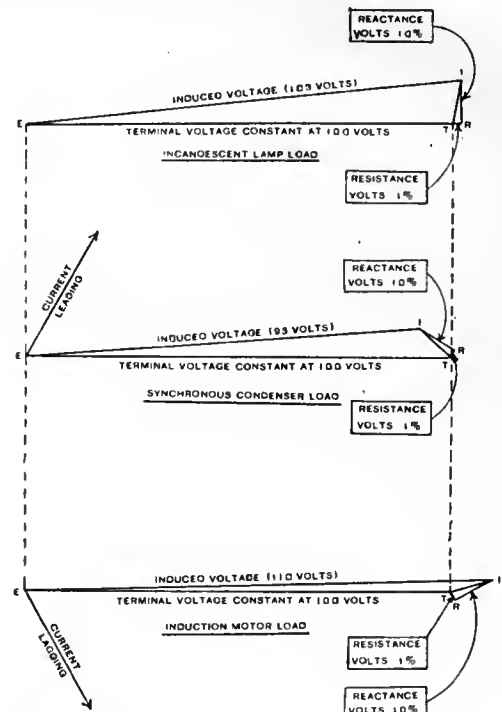 REACTANCE
VOLTS 10%
I
INDUCED VOLTAGE (103 VOLTS)
E
TERMINAL VOLTAGE CONSTANT AT 100 VOLTS
T R
INCANDESCENT LAMP LOAD
RESISTANCE
VOLTS 1%
CURRENT
LEADING
REACTANCE
VOLTS 10%
I
INDUCED VOLTAGE (93 VOLTS)
R
E
TERMINAL VOLTAGE CONSTANT AT 100 VOLTS
T
SYNCHRONOUS CONDENSER LOAD
RESISTANCE
VOLTS 1%
INDUCED VOLTAGE (110 VOLTS)
I
E
TERMINAL VOLTAGE CONSTANT AT 100 VOLTS
T R
CURRENT
LAGGING
INDUCTION MOTOR LOAD
RESISTANCE
VOLTS 1%
REACTANCE
VOLTS 10%